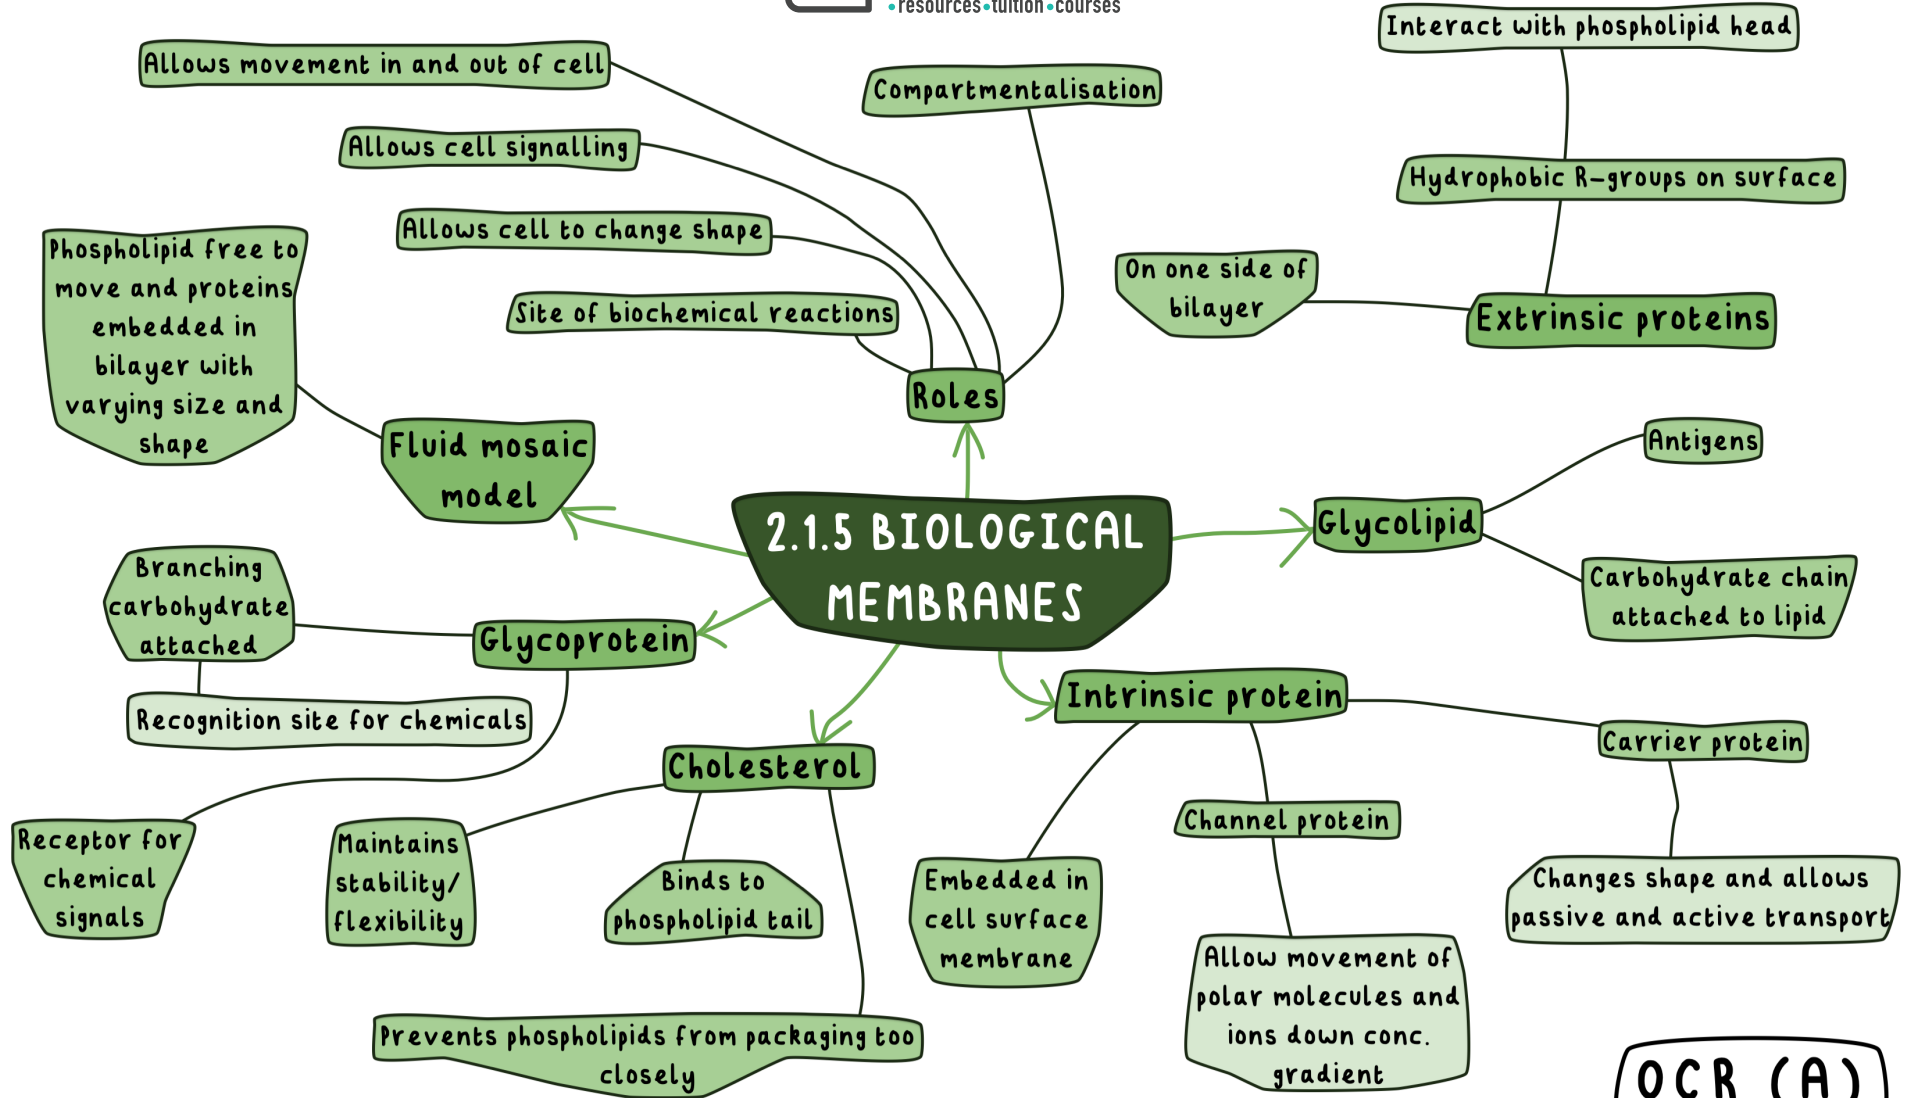 •resources•tuition•courses
Interact with phospholipid head
Allows movement in and out of cell
Compartmentalisation
Allows cell signalling
Hydrophobic R-groups on surface
Allows cell to change shape
Phospholipid free to
move and proteins
embedded in
bilayer with
varying size and
shape
On one side of
bilayer
Site of biochemical reactions
Extrinsic proteins
Roles
Fluid mosaic
model
Antigens
2.1.5 BIOLOGICAL
MEMBRANES
Glycolipid
Branching
carbohydrate
attached
Carbohydrate chain
attached to lipid
Glycoprotein
Recognition site for chemicals
Intrinsic protein
Carrier protein
Cholesterol
Channel protein
Receptor for
chemical
signals
Maintains
stability/
flexibility
Binds to
phospholipid tail
Embedded in
cell surface
membrane
Changes shape and allows
passive and active transport
Allow movement of
polar molecules and
ions down conc.
gradient
Prevents phospholipids from packaging too
closely
OCR (A)